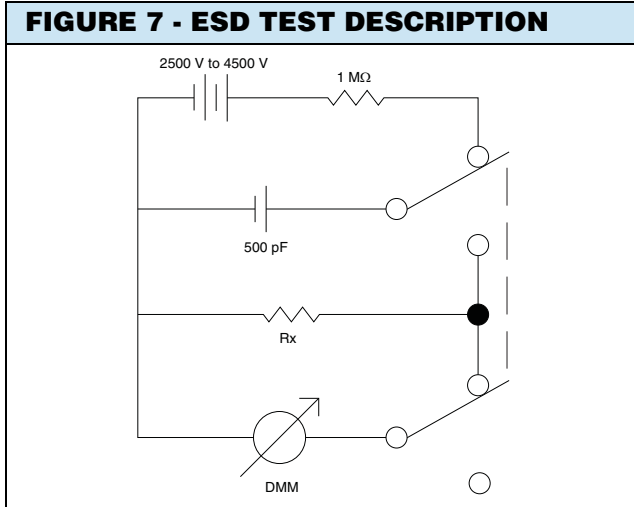 FIGURE 7 - ESD TEST DESCRIPTION
2500 V to 4500 V
1 MΩ
500 pF
Rx
DMM